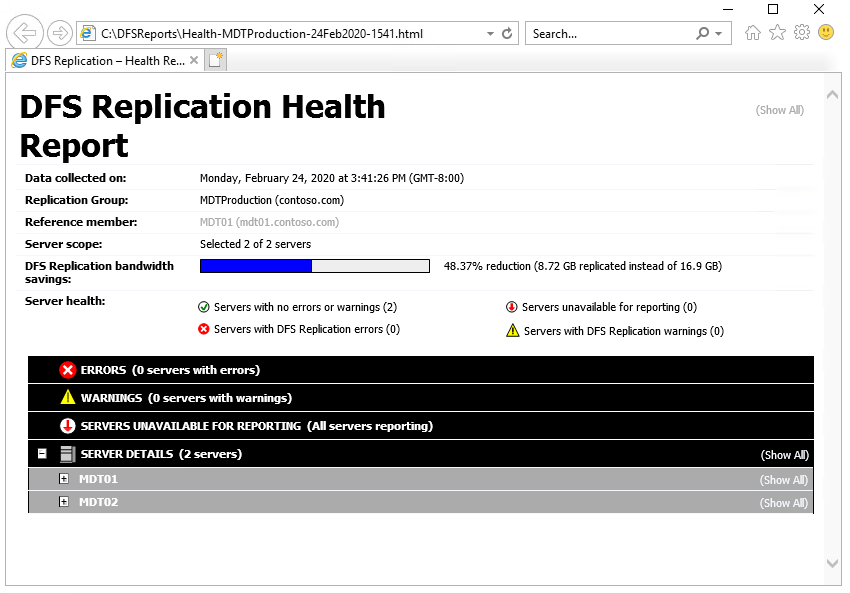 C:\DFSReports\Health-MDTProduction-24Feb2020-1541.html
Search...
DFS Replication – Health Re...
DFS Replication Health
Report
(Show All)
Data collected on: Monday, February 24, 2020 at 3:41:26 PM (GMT-8:00)
Replication Group: MDTProduction (contoso.com)
Reference member: MDT01 (mdt01.contoso.com)
Server scope: Selected 2 of 2 servers
DFS Replication bandwidth
savings:
48.37% reduction (8.72 GB replicated instead of 16.9 GB)
Server health:
Servers with no errors or warnings (2)
Servers unavailable for reporting (0)
Servers with DFS Replication errors (0)
Servers with DFS Replication warnings (0)
ERRORS (0 servers with errors)
WARNINGS (0 servers with warnings)
SERVERS UNAVAILABLE FOR REPORTING (All servers reporting)
SERVER DETAILS (2 servers) (Show All)
MDT01 (Show All)
MDT02 (Show All)